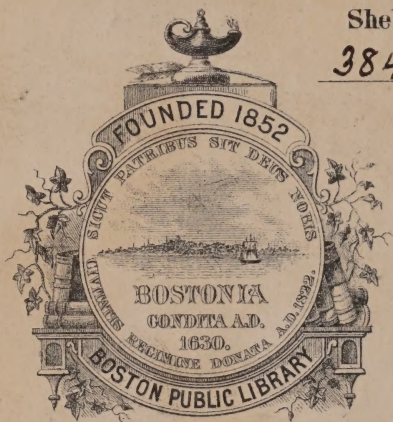 She
384
FOUNDED 1852
SICUT PATRIBUS SIT DEUS NOBIS
BOSTONIA
CONDITA A.D.
1630.
CIVITATIS REGIMINE DONATA A.D. 1822.
BOSTON PUBLIC LIBRARY